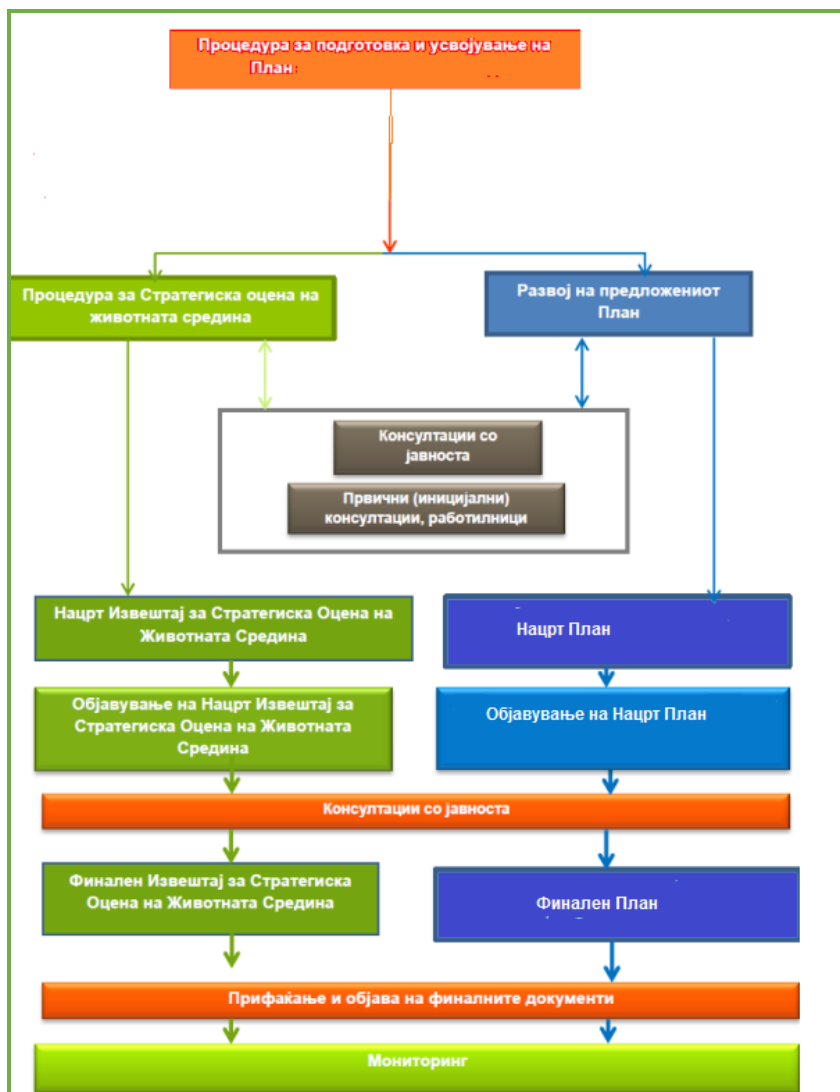 Процедура за подготовка и усвојување на
План
Процедура за Стратегиска оцена на
животната средина
Развој на предложениот
План
Консултации со
јавноста
Првични (иницијални)
консултации, работилници
Нацрт Извештај за Стратегиска Оцена на
Животната Средина
Нацрт План
Објавување на Нацрт Извештај за
Стратегиска Оцена на Животната
Средина
Објавување на Нацрт План
Консултации со јавноста
Финален Извештај за Стратегиска
Оцена на Животната Средина
Финален План
Прифаќање и објава на финалните документи
Мониторинг